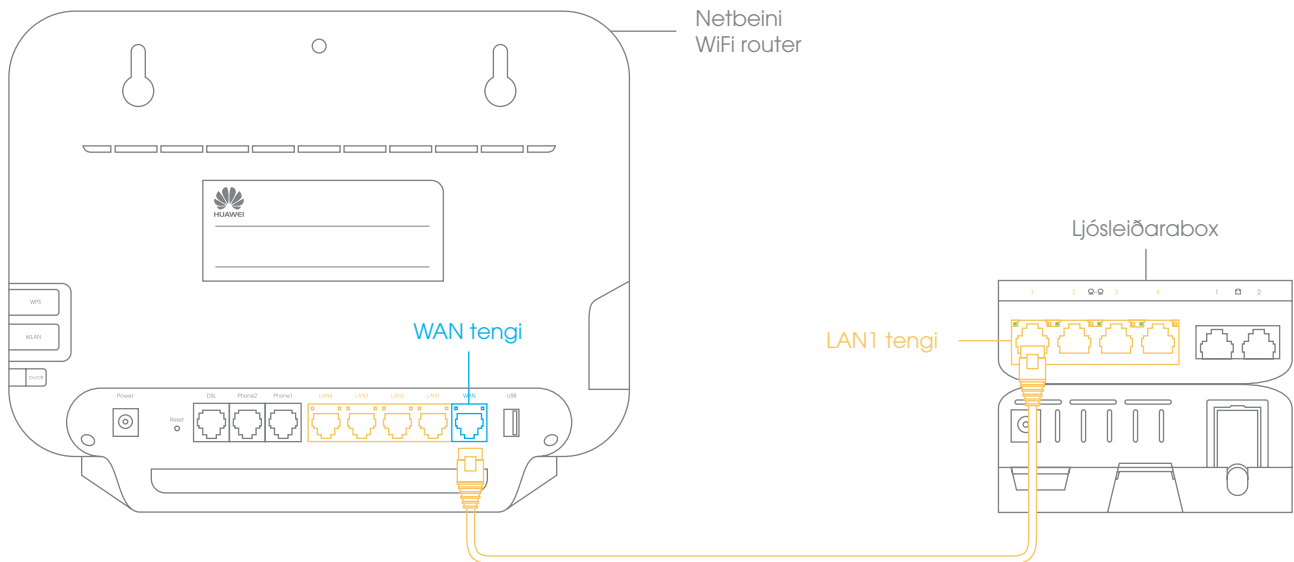 Netbeini
WiFi router
HUAWEI
Ljósleiðarabox
1 2 3 4 1 2
WPS
WLAN
On/Off
WAN tengi
LAN1 tengi
Power
Reset
DSL Phone2 Phone1 LAN4 LAN3 LAN2 LAN1 WAN USB